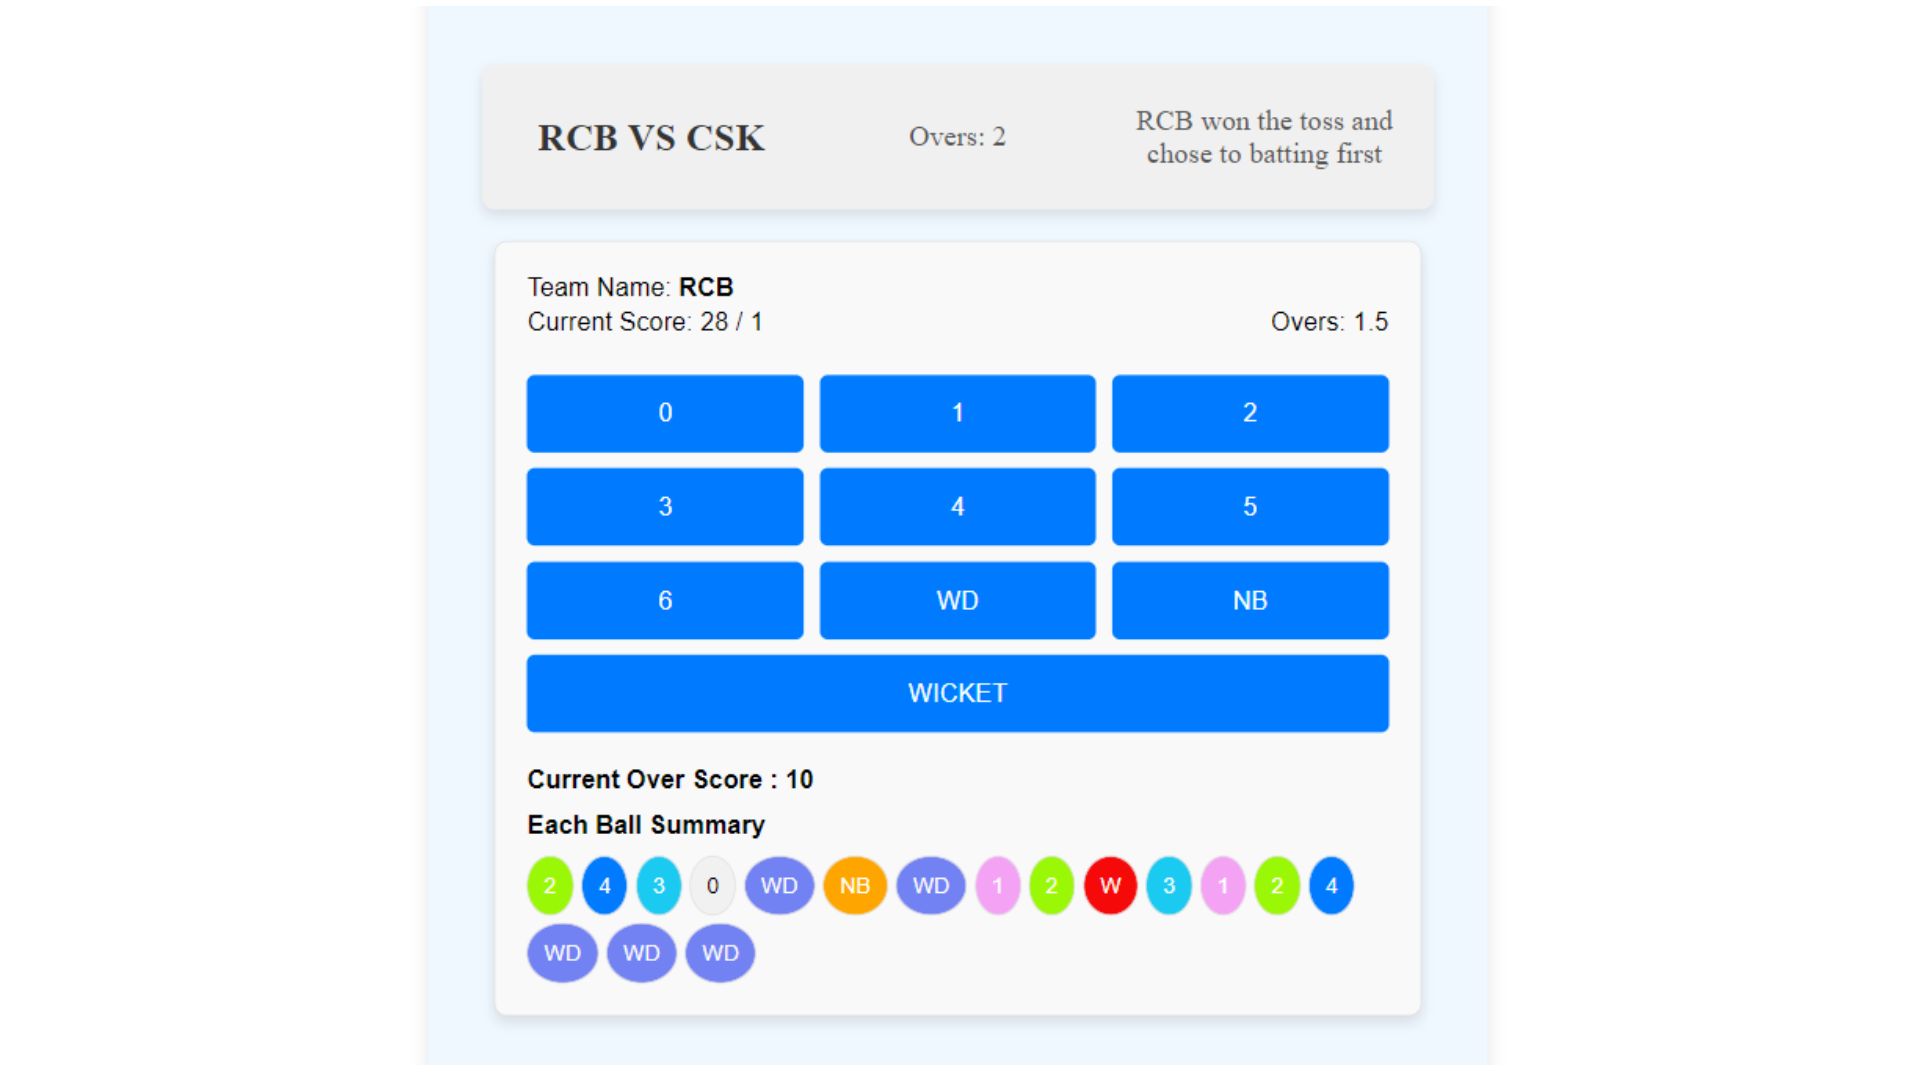 RCB VS CSK
Overs: 2
RCB won the toss and
chose to batting first
Team Name: RCB
Current Score: 28 / 1
Overs: 1.5
0 1 2
3 4 5
6 WD NB
WICKET
Current Over Score : 10
Each Ball Summary
2 4 3 0 WD NB WD 1 2 W 3 1 2 4
WD WD WD